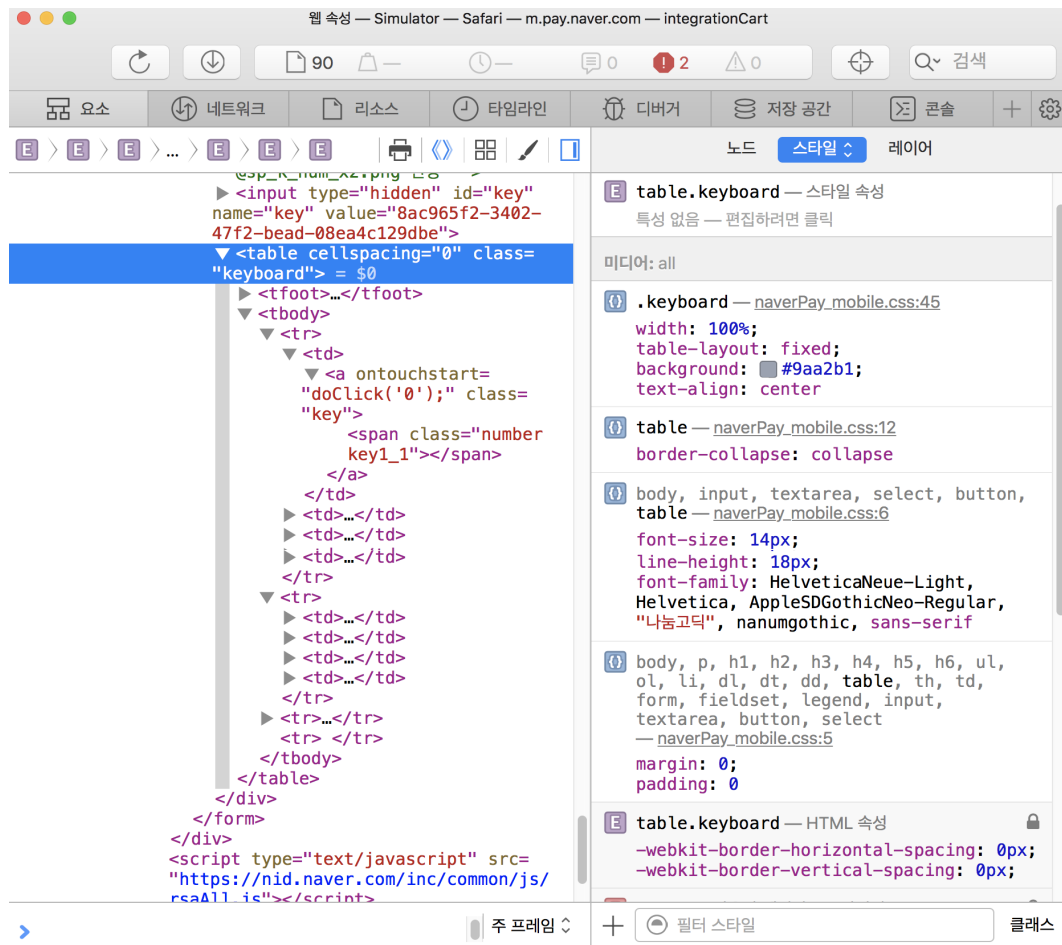 웹 속성 — Simulator — Safari — m.pay.naver.com — integrationCart
90 — — 0 2 0 검색
요소 네트워크 리소스 타임라인 디버거 저장 공간 콘솔
E E E ... E E E
노드 스타일 레이어
@sp_k_num_x2.png
<input type="hidden" id="key"
name="key" value="8ac965f2-3402-
47f2-bead-08ea4c129dbe">
<table cellspacing="0" class=
"keyboard"> = $0
<tfoot>…</tfoot>
<tbody>
<tr>
<td>
<a ontouchstart=
"doClick('0');" class=
"key">
<span class="number
key1_1"></span>
</a>
</td>
<td>…</td>
<td>…</td>
<td>…</td>
</tr>
<tr>
<td>…</td>
<td>…</td>
<td>…</td>
<td>…</td>
</tr>
<tr>…</tr>
<tr> </tr>
</tbody>
</table>
</div>
</form>
</div>
<script type="text/javascript" src=
"https://nid.naver.com/inc/common/js/
rsaAll.js"></script>
주 프레임
E table.keyboard — 스타일 속성
특성 없음 — 편집하려면 클릭
미디어: all
{} .keyboard — naverPay_mobile.css:45
width: 100%;
table-layout: fixed;
background: #9aa2b1;
text-align: center
{} table — naverPay_mobile.css:12
border-collapse: collapse
{} body, input, textarea, select, button,
table — naverPay_mobile.css:6
font-size: 14px;
line-height: 18px;
font-family: HelveticaNeue-Light,
Helvetica, AppleSDGothicNeo-Regular,
"나눔고딕", nanumgothic, sans-serif
{} body, p, h1, h2, h3, h4, h5, h6, ul,
ol, li, dl, dt, dd, table, th, td,
form, fieldset, legend, input,
textarea, button, select
— naverPay_mobile.css:5
margin: 0;
padding: 0
E table.keyboard — HTML 속성
-webkit-border-horizontal-spacing: 0px;
-webkit-border-vertical-spacing: 0px;
필터 스타일 클래스